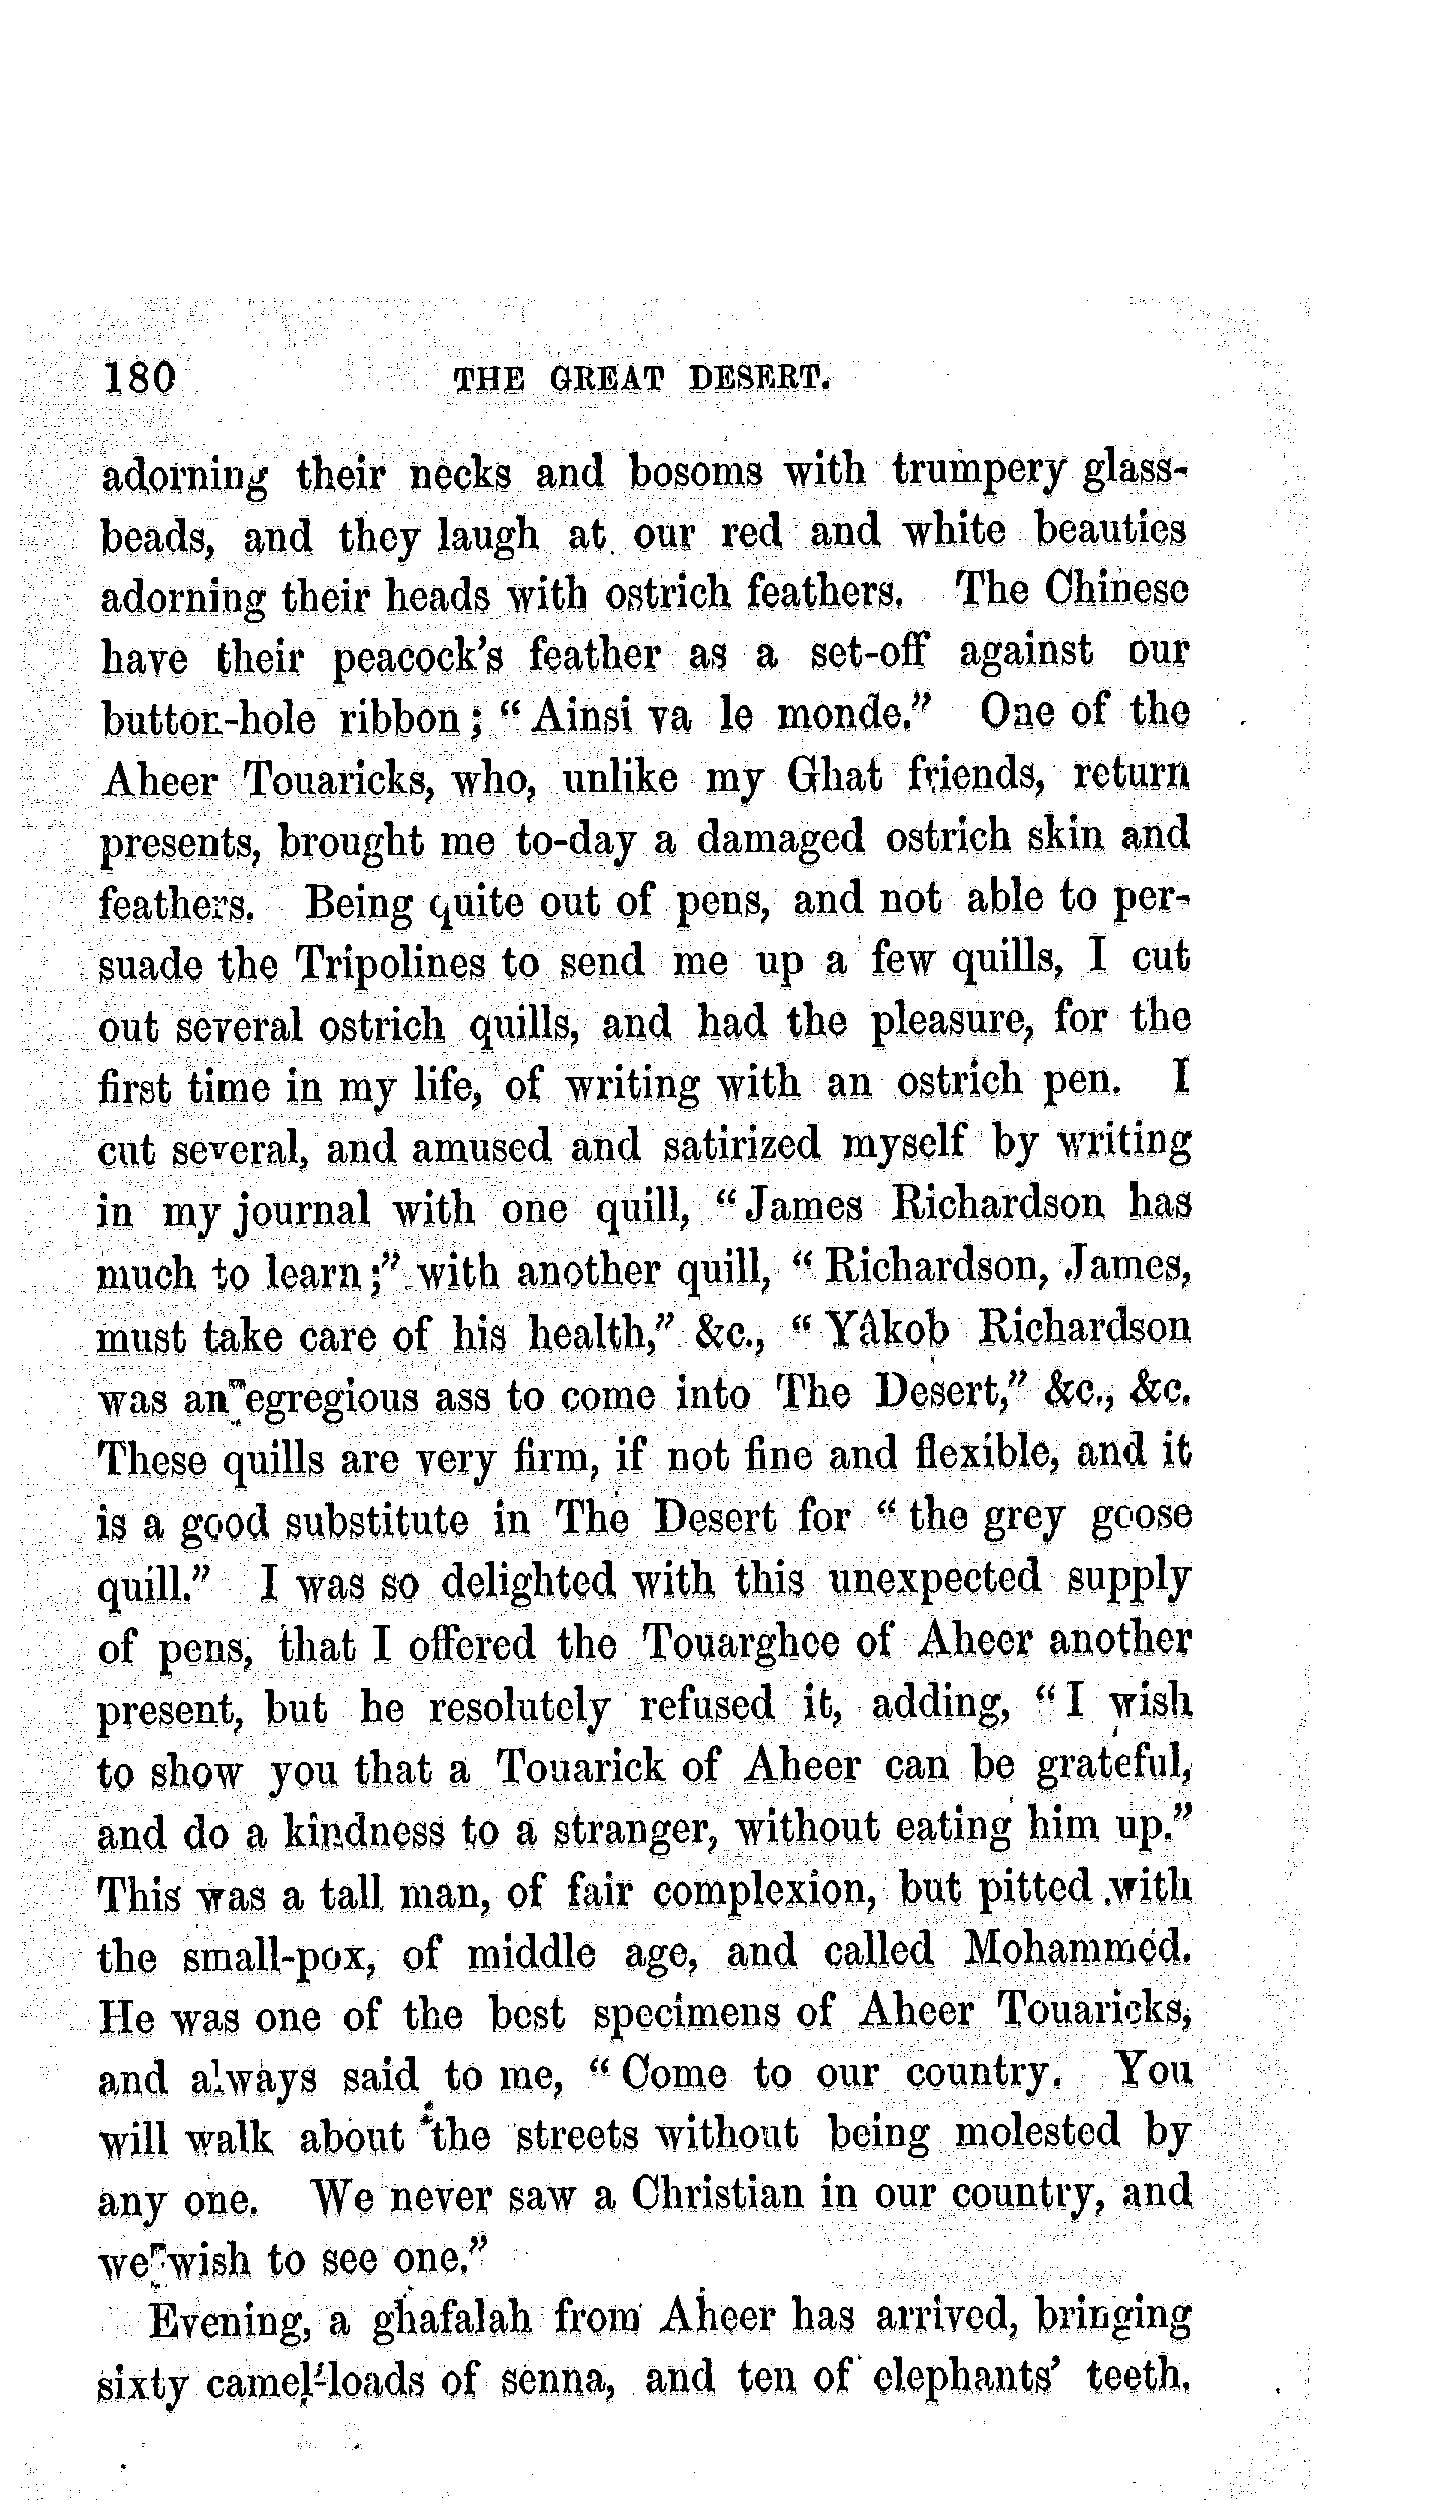 180 THE GREAT DESERT.
adorning their necks and bosoms with trumpery glass-
beads, and they laugh at our red and white beauties
adorning their heads with ostrich feathers. The Chinese
have their peacock's feather as a set-off against our
button-hole ribbon; "Ainsi va le monde." One of the
Aheer Touaricks, who, unlike my Ghat friends, return
presents, brought me to-day a damaged ostrich skin and
feathers. Being quite out of pens, and not able to per-
suade the Tripolines to send me up a few quills, I cut
out several ostrich quills, and had the pleasure, for the
first time in my life, of writing with an ostrich pen. I
cut several, and amused and satirized myself by writing
in my journal with one quill, "James Richardson has
much to learn;" with another quill, "Richardson, James,
must take care of his health," &c., "Yâkob Richardson
was an egregious ass to come into The Desert," &c., &c.
These quills are very firm, if not fine and flexible, and it
is a good substitute in The Desert for "the grey goose
quill." I was so delighted with this unexpected supply
of pens, that I offered the Touarghee of Aheer another
present, but he resolutely refused it, adding, "I wish
to show you that a Touarick of Aheer can be grateful,
and do a kindness to a stranger, without eating him up."
This was a tall man, of fair complexion, but pitted with
the small-pox, of middle age, and called Mohammed.
He was one of the best specimens of Aheer Touaricks,
and always said to me, "Come to our country. You
will walk about the streets without being molested by
any one. We never saw a Christian in our country, and
we wish to see one."
Evening, a ghafalah from Aheer has arrived, bringing
sixty camel-loads of senna, and ten of elephants' teeth.